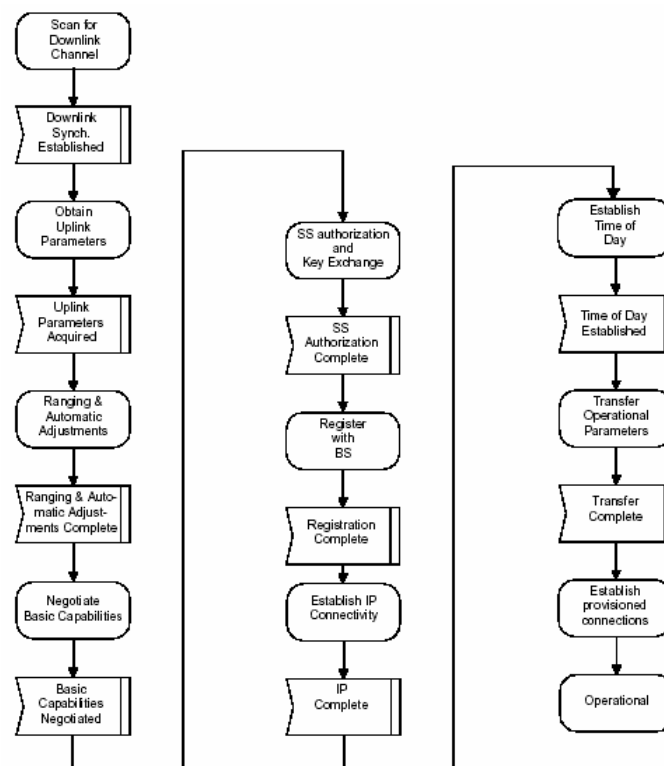 Scan for
Downlink
Channel
Downlink
Synch.
Established
Obtain
Uplink
Parameters
Uplink
Parameters
Acquired
Ranging &
Automatic
Adjustments
Ranging & Auto-
matic Adjust-
ments Complete
Negotiate
Basic Capabilities
Basic
Capabilities
Negotiated
SS authorization
and
Key Exchange
SS
Authorization
Complete
Register
with
BS
Registration
Complete
Establish IP
Connectivity
IP
Complete
Establish
Time of
Day
Time of Day
Established
Transfer
Operational
Parameters
Transfer
Complete
Establish
provisioned
connections
Operational